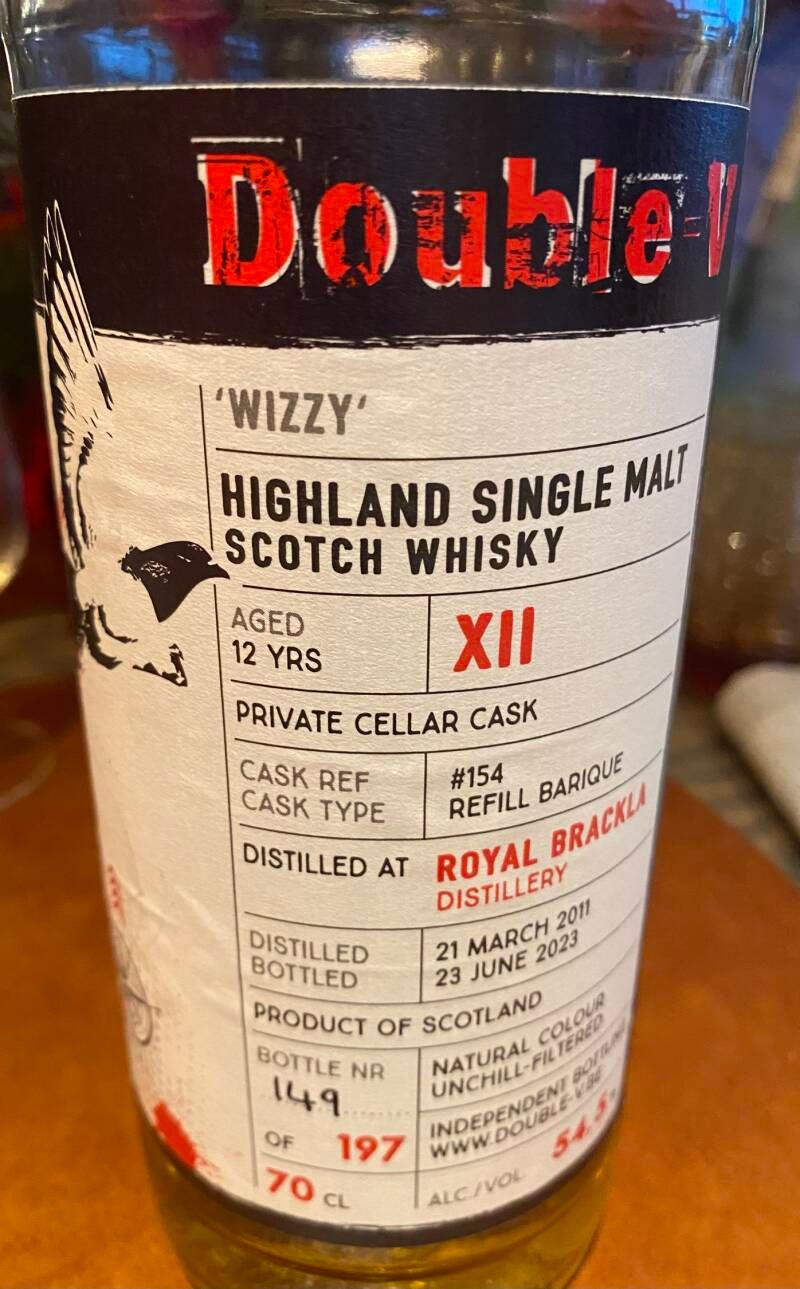 Double-V
'WIZZY'
HIGHLAND SINGLE MALT
SCOTCH WHISKY
AGED
12 YRS
XII
PRIVATE CELLAR CASK
CASK REF #154
CASK TYPE REFILL BARIQUE
DISTILLED AT ROYAL BRACKLA
DISTILLERY
DISTILLED 21 MARCH 2011
BOTTLED 23 JUNE 2023
PRODUCT OF SCOTLAND
BOTTLE NR
149
OF 197
70 CL
NATURAL COLOUR
UNCHILL-FILTERED
INDEPENDENT BOTTLING
WWW.DOUBLE-V.BE
54,5%
ALC./VOL